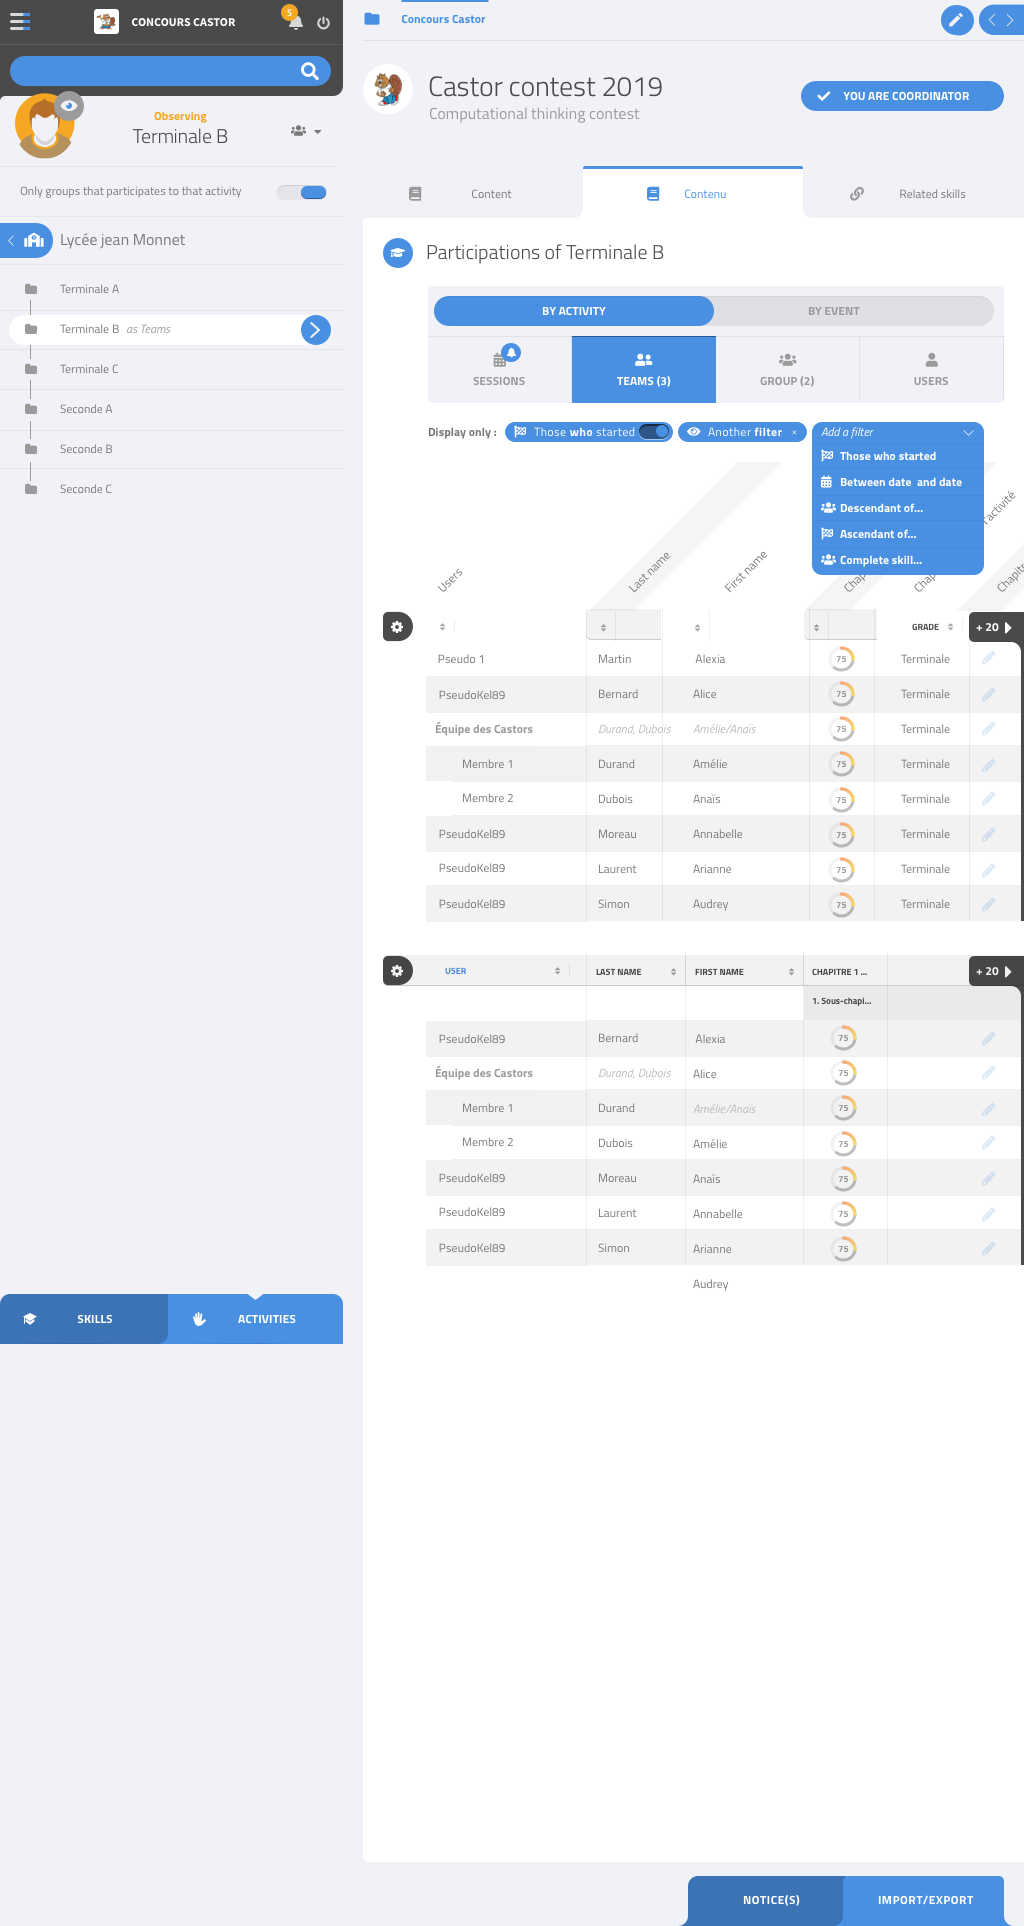 CONCOURS CASTOR
5
Observing
Terminale B
Only groups that participates to that activity
Lycée jean Monnet
Terminale A
Terminale B as Teams
Terminale C
Seconde A
Seconde B
Seconde C
SKILLS
ACTIVITIES
Concours Castor
Castor contest 2019
Computational thinking contest
YOU ARE COORDINATOR
Content
Contenu
Related skills
Participations of Terminale B
BY ACTIVITY
BY EVENT
SESSIONS
TEAMS (3)
GROUP (2)
USERS
Display only :
Those who started
Another filter ×
Add a filter
Those who started
Between date and date
Descendant of...
Ascendant of...
Complete skill...
Users
Last name
First name
Chap
Chap
l'activité
Chapitre
GRADE
+ 20
Pseudo 1 Martin Alexia 75 Terminale
PseudoKel89 Bernard Alice 75 Terminale
Équipe des Castors Durand, Dubois Amélie/Anaïs 75 Terminale
Membre 1 Durand Amélie 75 Terminale
Membre 2 Dubois Anaïs 75 Terminale
PseudoKel89 Moreau Annabelle 75 Terminale
PseudoKel89 Laurent Arianne 75 Terminale
PseudoKel89 Simon Audrey 75 Terminale
USER LAST NAME FIRST NAME CHAPITRE 1 ... + 20
1. Sous-chapi...
PseudoKel89 Bernard Alexia 75
Équipe des Castors Durand, Dubois Alice 75
Membre 1 Durand Amélie/Anaïs 75
Membre 2 Dubois Amélie 75
PseudoKel89 Moreau Anaïs 75
PseudoKel89 Laurent Annabelle 75
PseudoKel89 Simon Arianne 75
Audrey
NOTICE(S)
IMPORT/EXPORT